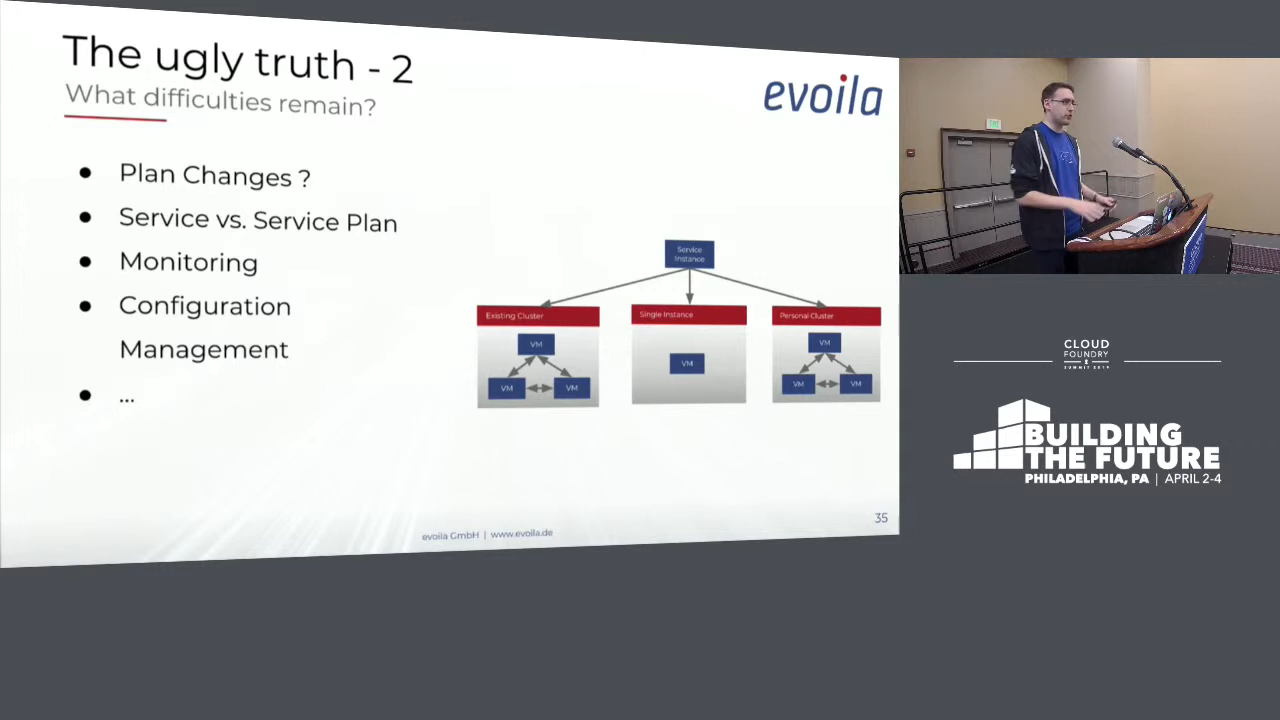 The ugly truth - 2
What difficulties remain?
evoila
Plan Changes ?
Service vs. Service Plan
Monitoring
Configuration
Management
...
Service
Instance
Existing Cluster
VM
VM
VM
Single Instance
VM
Personal Cluster
VM
VM
VM
evoila GmbH | www.evoila.de
35
CLOUD
FOUNDRY
SUMMIT 2019
BUILDING
THE FUTURE
PHILADELPHIA, PA | APRIL 2-4